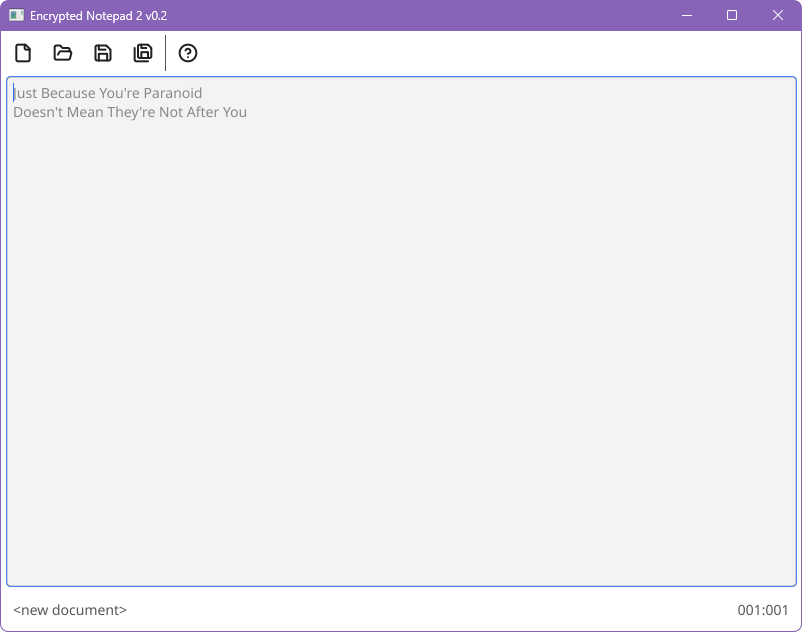 Encrypted Notepad 2 v0.2
Just Because You're Paranoid
Doesn't Mean They're Not After You
<new document>
001:001